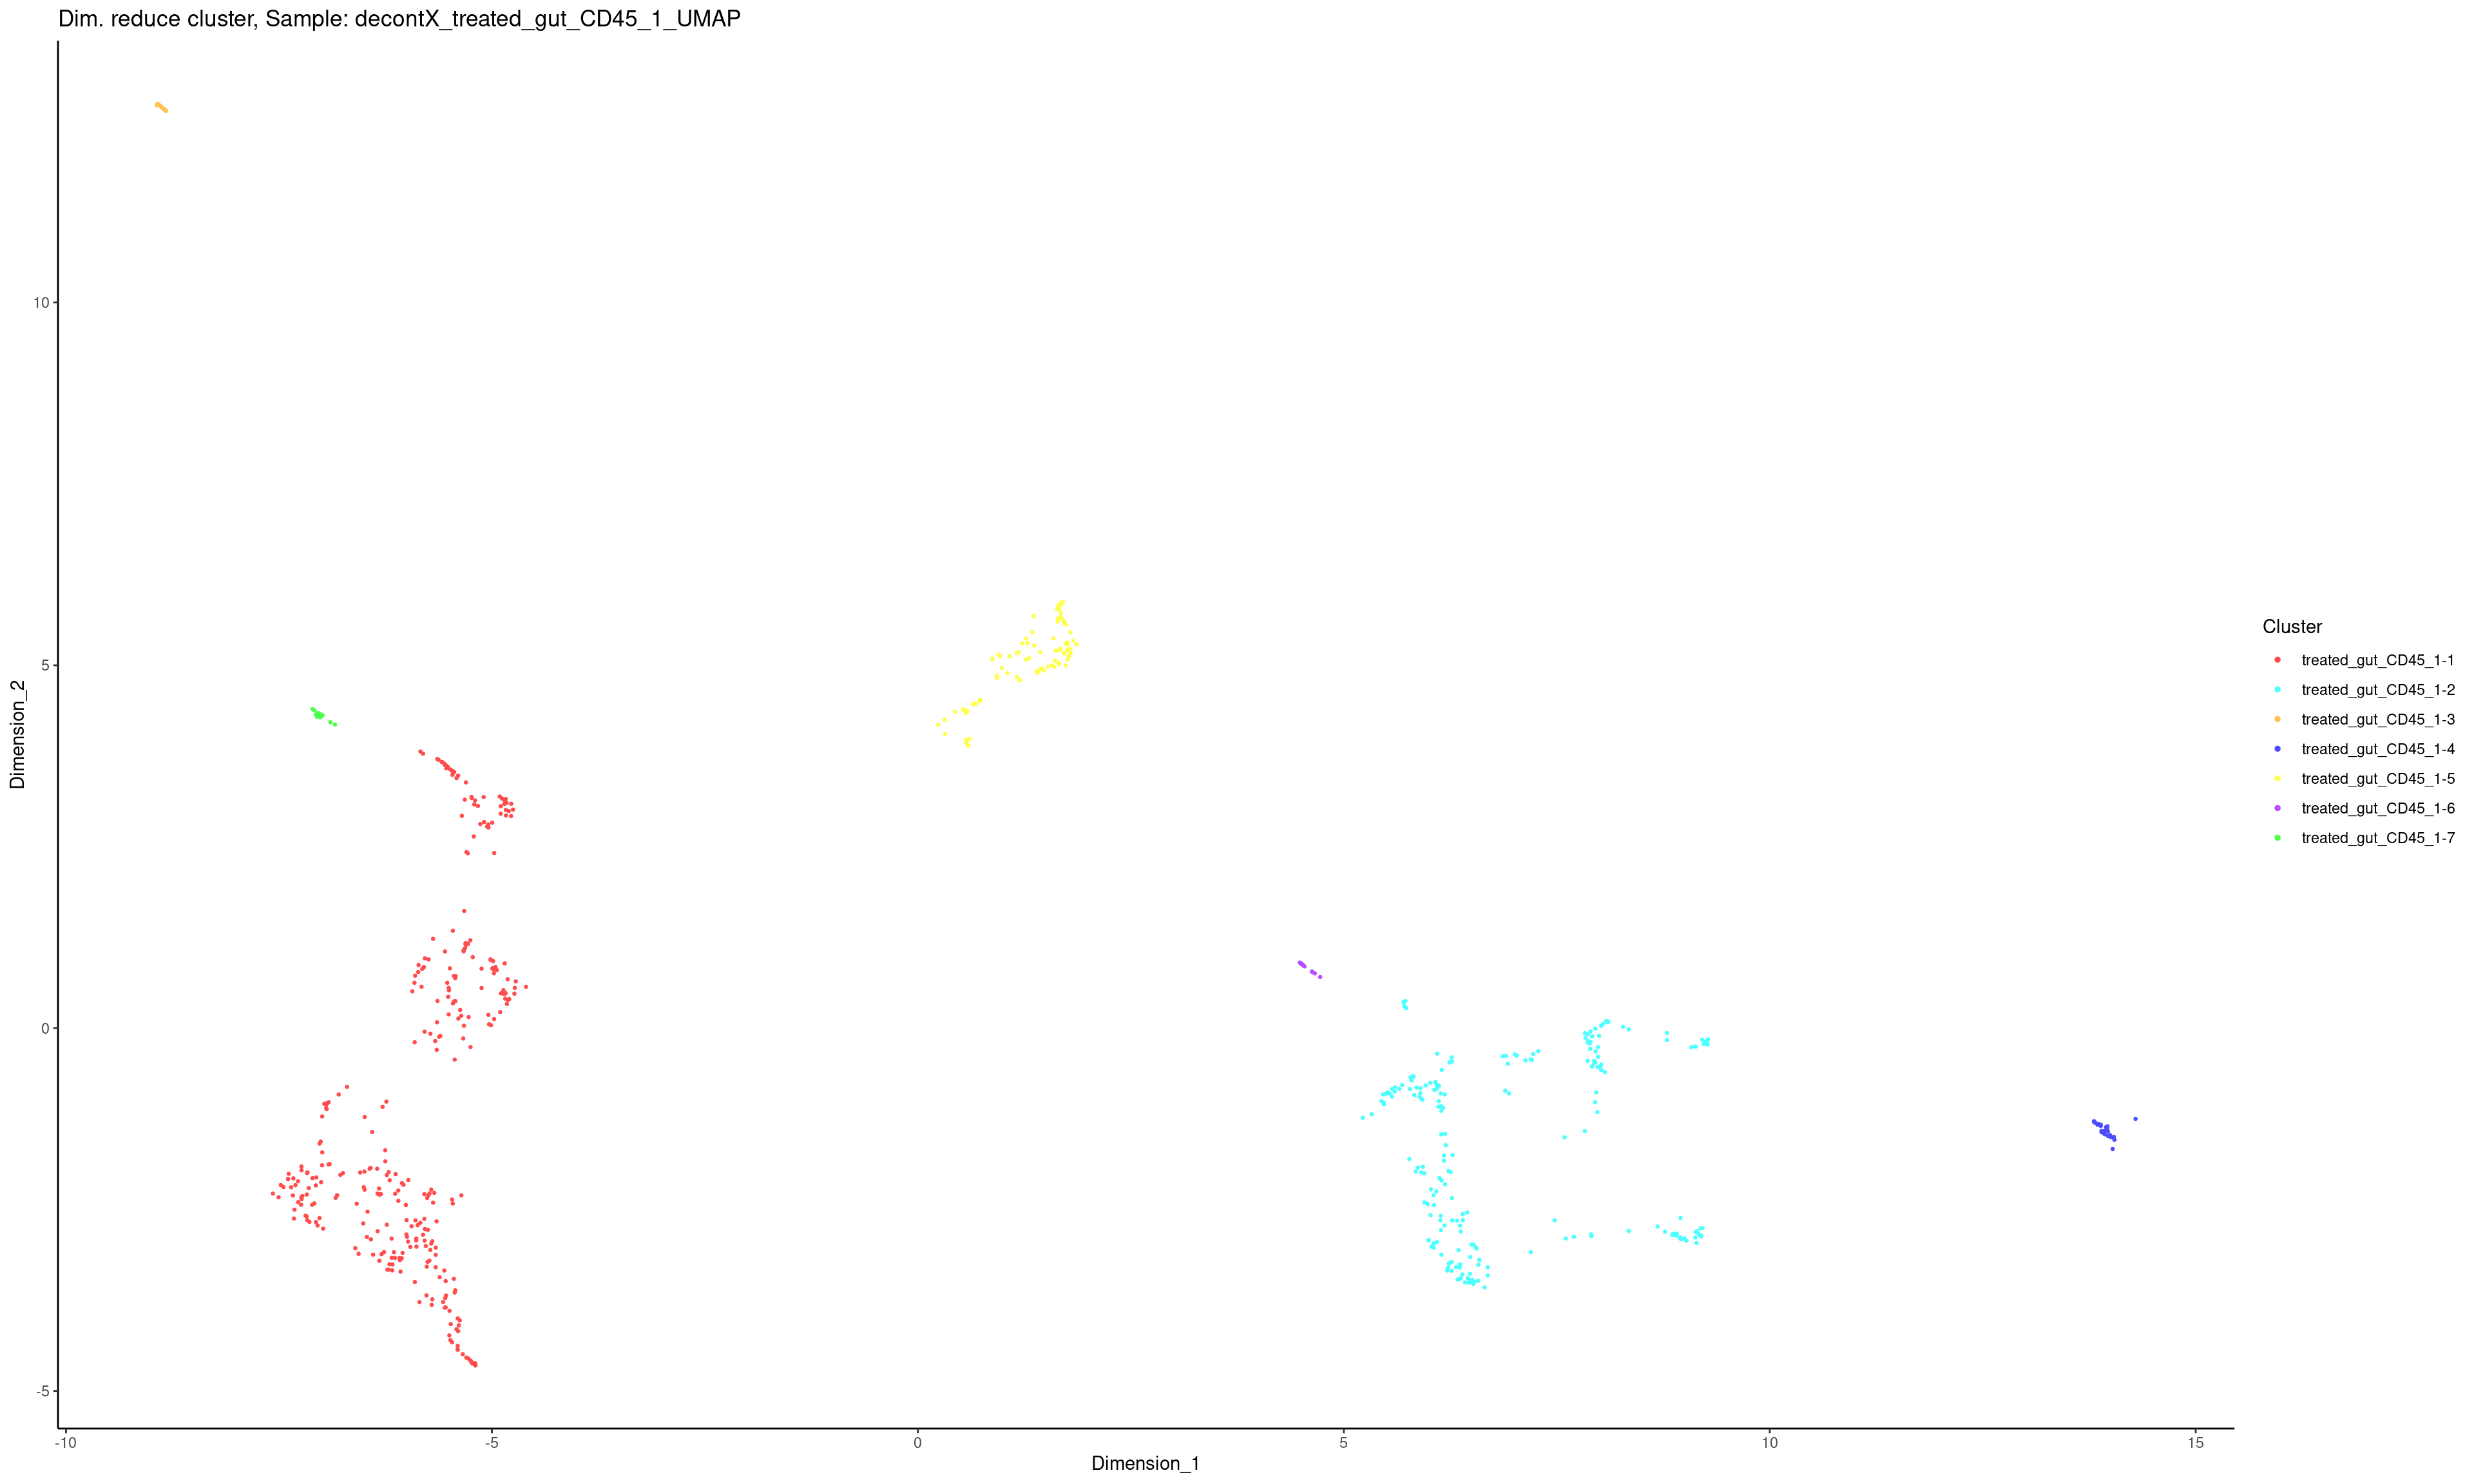 Dim. reduce cluster, Sample: decontX_treated_gut_CD45_1_UMAP
Dimension_2
10
5
0
-5
-10
-5
0
5
10
15
Dimension_1
Cluster
treated_gut_CD45_1-1
treated_gut_CD45_1-2
treated_gut_CD45_1-3
treated_gut_CD45_1-4
treated_gut_CD45_1-5
treated_gut_CD45_1-6
treated_gut_CD45_1-7